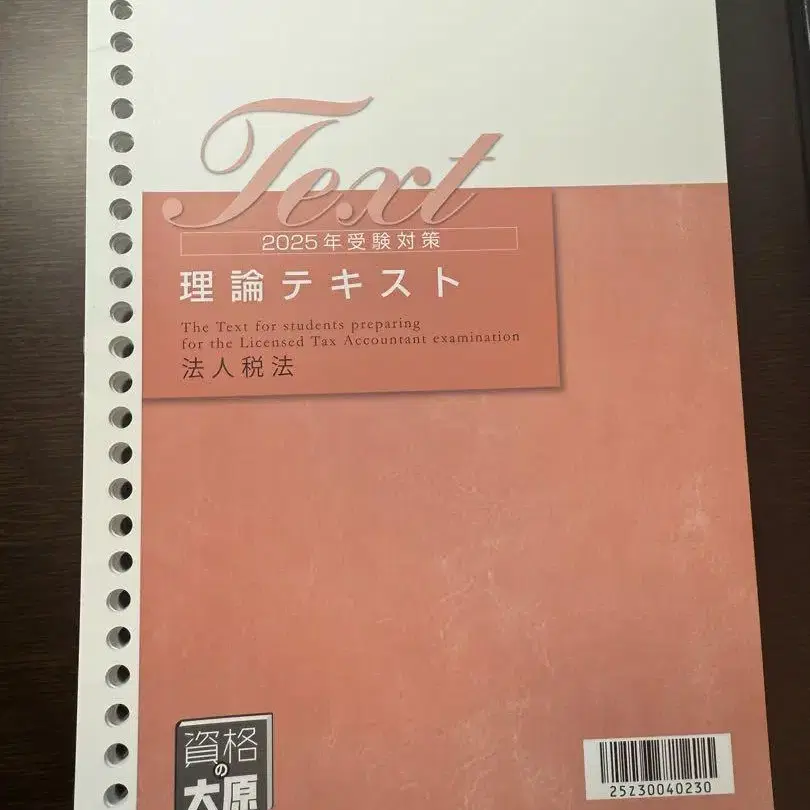 Text
2025年受験対策
理論テキスト
The Text for students preparing
for the Licensed Tax Accountant examination
法人税法
資格
の
大原
25Z30040230